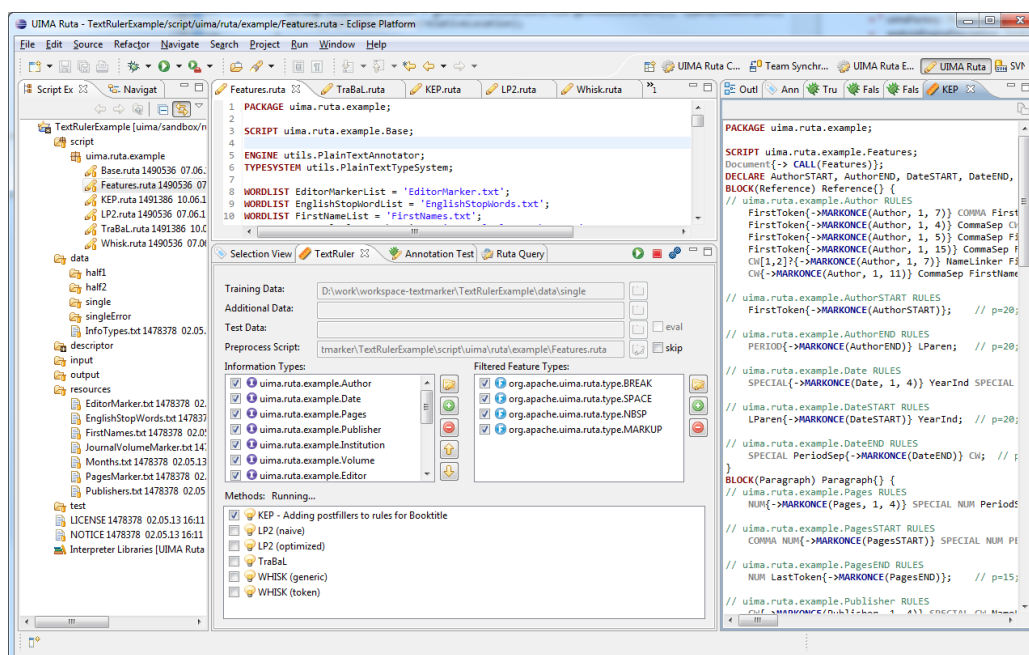 UIMA Ruta - TextRulerExample/script/uima/ruta/example/Features.ruta - Eclipse Platform
File Edit Source Refactor Navigate Search Project Run Window Help
UIMA Ruta C... Team Synchr... UIMA Ruta E... UIMA Ruta SVN
Script Ex Navigat
TextRulerExample [uima/sandbox/ru
script
uima.ruta.example
Base.ruta 1490536 07.06.
Features.ruta 1490536 07
KEP.ruta 1491386 10.06.1
LP2.ruta 1490536 07.06.1
TraBaL.ruta 1491386 10.0
Whisk.ruta 1490536 07.06
data
half1
half2
single
singleError
InfoTypes.txt 1478378 02.05.
descriptor
input
output
resources
EditorMarker.txt 1478378 02.
EnglishStopWords.txt 147837
FirstNames.txt 1478378 02.05
JournalVolumeMarker.txt 147
Months.txt 1478378 02.05.13
PagesMarker.txt 1478378 02.
Publishers.txt 1478378 02.05
test
LICENSE 1478378 02.05.13 16:11
NOTICE 1478378 02.05.13 16:11
Interpreter Libraries [UIMA Ruta
Features.ruta TraBaL.ruta KEP.ruta LP2.ruta Whisk.ruta »1
1 PACKAGE uima.ruta.example;
2
3 SCRIPT uima.ruta.example.Base;
4
5 ENGINE utils.PlainTextAnnotator;
6 TYPESYSTEM utils.PlainTextTypeSystem;
7
8 WORDLIST EditorMarkerList = 'EditorMarker.txt';
9 WORDLIST EnglishStopWordList = 'EnglishStopWords.txt';
10 WORDLIST FirstNameList = 'FirstNames.txt';
Selection View TextRuler Annotation Test Ruta Query
Training Data: D:\work\workspace-textmarker\TextRulerExample\data\single
Additional Data:
Test Data: eval
Preprocess Script: tmarker\TextRulerExample\script\uima\ruta\example\Features.ruta skip
Information Types:
uima.ruta.example.Author
uima.ruta.example.Date
uima.ruta.example.Pages
uima.ruta.example.Publisher
uima.ruta.example.Institution
uima.ruta.example.Volume
uima.ruta.example.Editor
Filtered Feature Types:
org.apache.uima.ruta.type.BREAK
org.apache.uima.ruta.type.SPACE
org.apache.uima.ruta.type.NBSP
org.apache.uima.ruta.type.MARKUP
Methods: Running...
KEP - Adding postfillers to rules for Booktitle
LP2 (naive)
LP2 (optimized)
TraBaL
WHISK (generic)
WHISK (token)
Outl Ann Tru Fals Fals KEP
PACKAGE uima.ruta.example;
SCRIPT uima.ruta.example.Features;
Document{-> CALL(Features)};
DECLARE AuthorSTART, AuthorEND, DateSTART, DateEND,
BLOCK(Reference) Reference{} {
// uima.ruta.example.Author RULES
FirstToken{->MARKONCE(Author, 1, 7)} COMMA First
FirstToken{->MARKONCE(Author, 1, 4)} CommaSep CW
FirstToken{->MARKONCE(Author, 1, 5)} CommaSep Fi
FirstToken{->MARKONCE(Author, 1, 15)} CommaSep C
CW[1,2]?{->MARKONCE(Author, 1, 7)} NameLinker Fi
CW{->MARKONCE(Author, 1, 11)} CommaSep FirstName
// uima.ruta.example.AuthorSTART RULES
FirstToken{->MARKONCE(AuthorSTART)}; // p=20;
// uima.ruta.example.AuthorEND RULES
PERIOD{->MARKONCE(AuthorEND)} LParen; // p=20;
// uima.ruta.example.Date RULES
SPECIAL{->MARKONCE(Date, 1, 4)} YearInd SPECIAL
// uima.ruta.example.DateSTART RULES
LParen{->MARKONCE(DateSTART)} YearInd; // p=20;
// uima.ruta.example.DateEND RULES
SPECIAL PeriodSep{->MARKONCE(DateEND)} CW; // p
}
BLOCK(Paragraph) Paragraph{} {
// uima.ruta.example.Pages RULES
NUM{->MARKONCE(Pages, 1, 4)} SPECIAL NUM PeriodS
// uima.ruta.example.PagesSTART RULES
COMMA NUM{->MARKONCE(PagesSTART)} SPECIAL NUM PE
// uima.ruta.example.PagesEND RULES
NUM LastToken{->MARKONCE(PagesEND)}; // p=15;
// uima.ruta.example.Publisher RULES